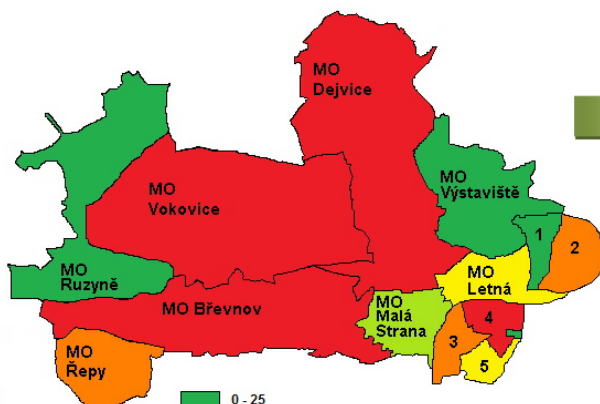 MO
Dejvice
MO
Vokovice
MO
Výstaviště
1
2
MO
Ruzyně
MO
Letná
MO Břevnov
MO
Malá
Strana
3
4
5
MO
Řepy
0 - 25